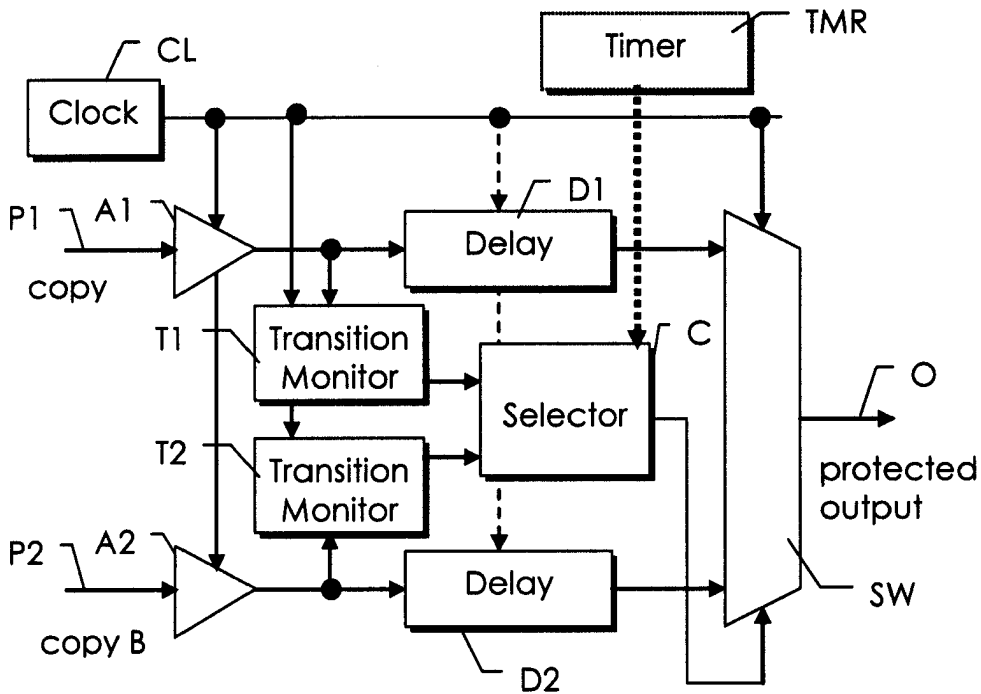 TMR
Timer
CL
Clock
D1
P1
A1
Delay
copy
T1
Transition
Monitor
C
O
Selector
T2
Transition
Monitor
protected
output
P2
A2
Delay
SW
copy B
D2